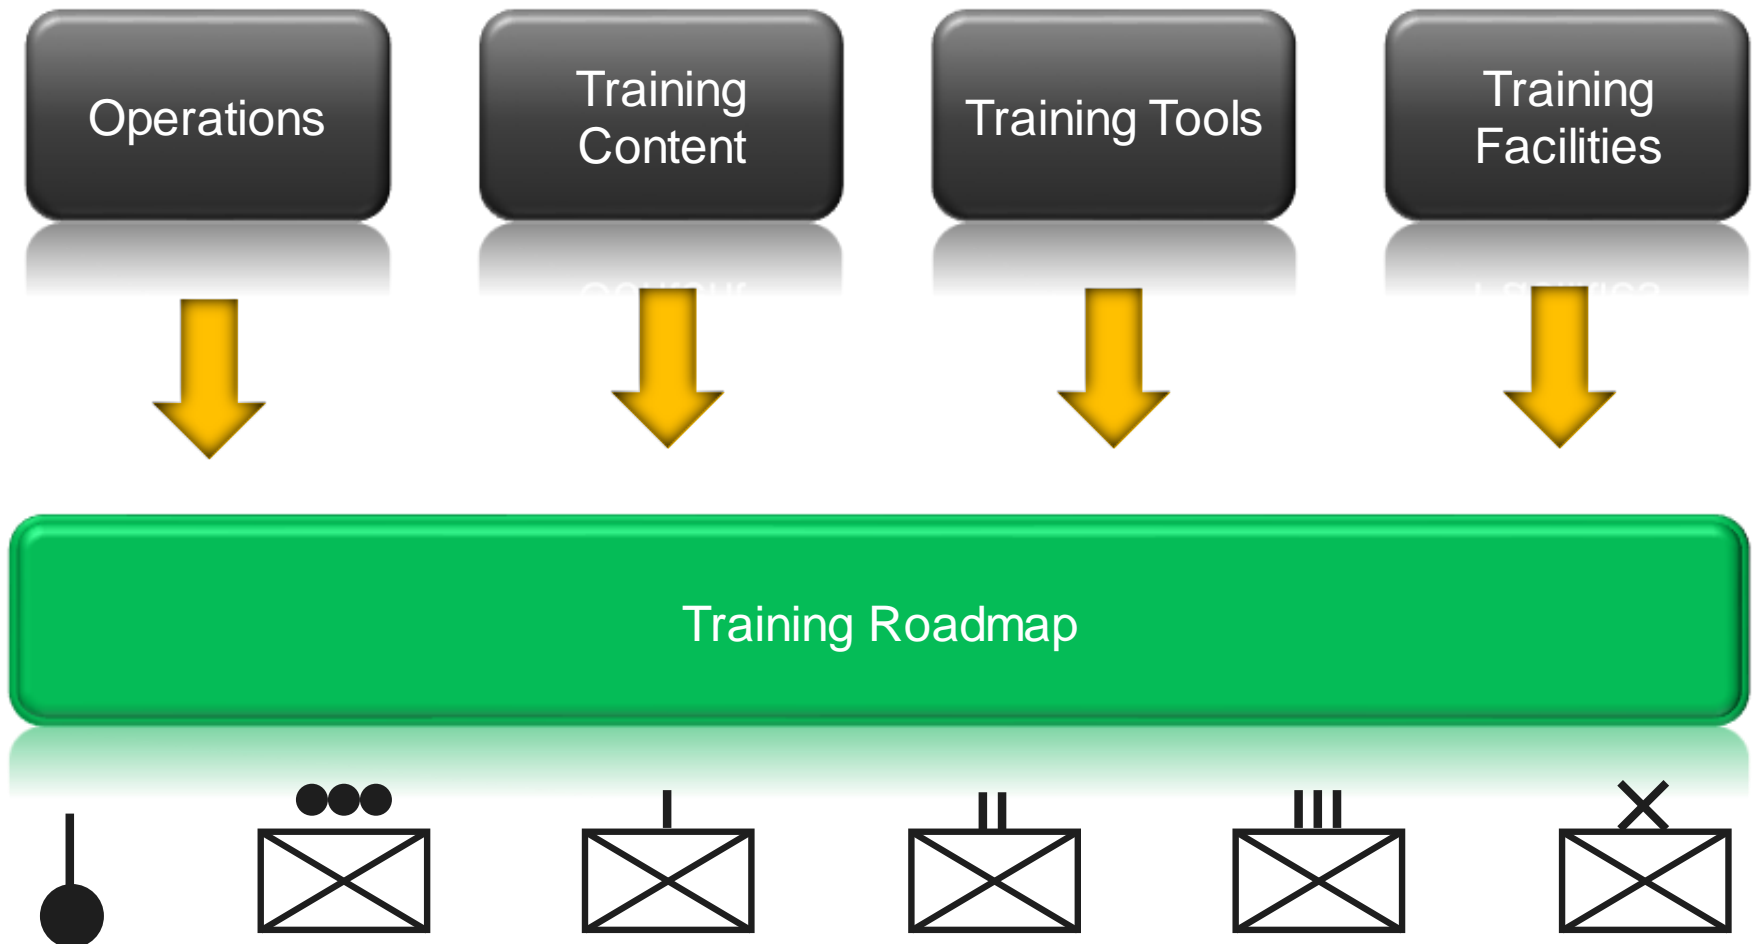 Operations
Training
Content
Training Tools
Training
Facilities
Training Roadmap